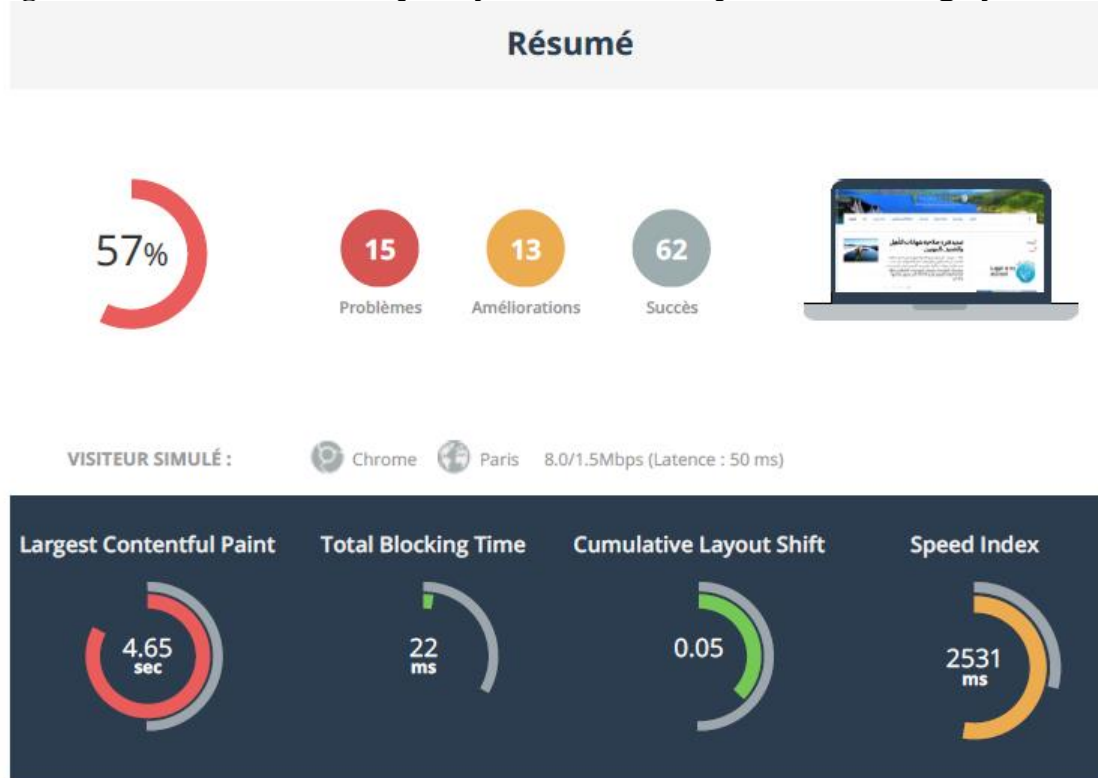 Résumé
57%
15
13
62
Problèmes
Améliorations
Succès
VISITEUR SIMULÉ :
Chrome
Paris
8.0/1.5Mbps (Latence : 50 ms)
Largest Contentful Paint
Total Blocking Time
Cumulative Layout Shift
Speed Index
4.65
sec
22
ms
0.05
2531
ms